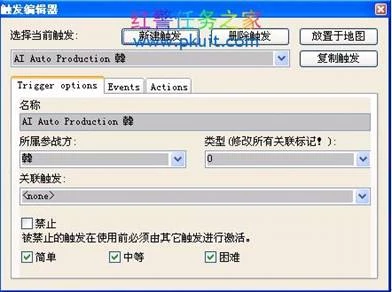 触发编辑器
红警任务之家
www.pkuit.com
选择当前触发:
新建触发 删除触发 放置于地图
AI Auto Production 韓
复制触发
Trigger options Events Actions
名称
AI Auto Production 韓
所属参战方: 类型(修改所有关联标记! ):
韓 0
关联触发:
<none>
禁止
被禁止的触发在使用前必须由其它触发进行激活。
简单 中等 困难